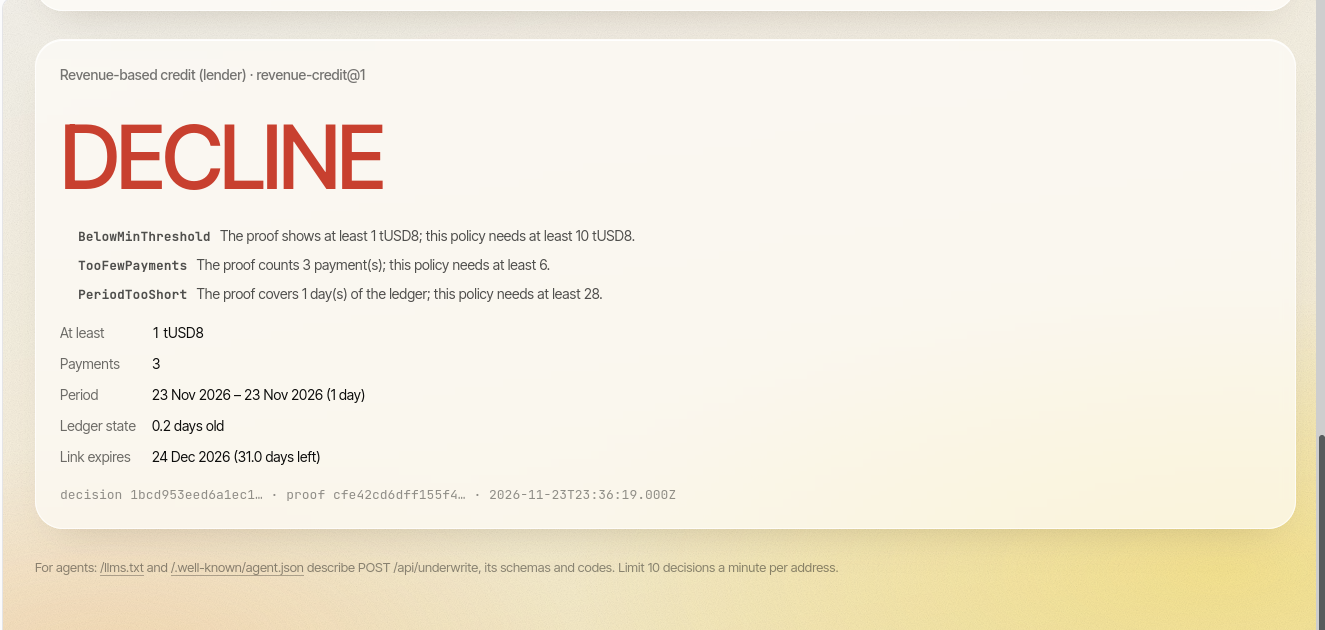 Revenue-based credit (lender) · revenue-credit@1
DECLINE
BelowMinThreshold The proof shows at least 1 tUSD8; this policy needs at least 10 tUSD8.
TooFewPayments The proof counts 3 payment(s); this policy needs at least 6.
PeriodTooShort The proof covers 1 day(s) of the ledger; this policy needs at least 28.
At least 1 tUSD8
Payments 3
Period 23 Nov 2026 – 23 Nov 2026 (1 day)
Ledger state 0.2 days old
Link expires 24 Dec 2026 (31.0 days left)
decision 1bcd953eed6a1ec1… · proof cfe42cd6dff155f4… · 2026-11-23T23:36:19.000Z
For agents: /llms.txt and /.well-known/agent.json describe POST /api/underwrite, its schemas and codes. Limit 10 decisions a minute per address.